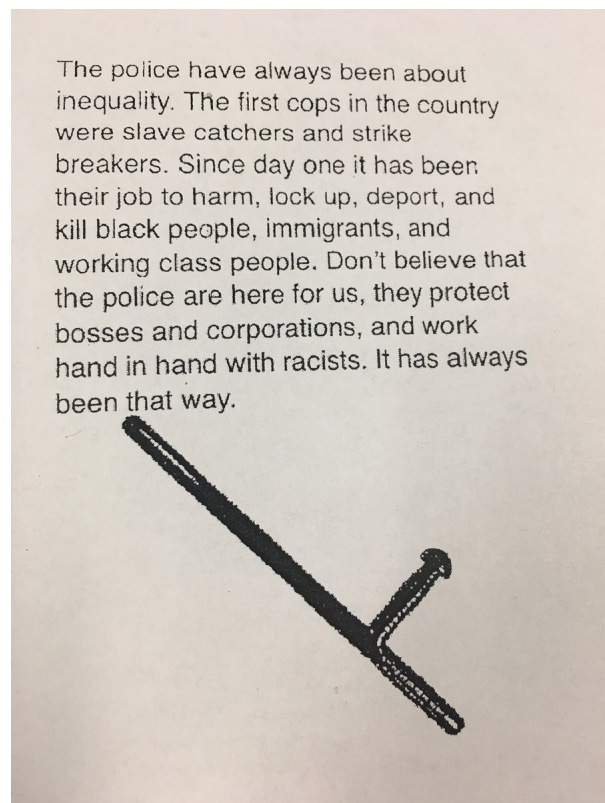 The police have always been about
inequality. The first cops in the country
were slave catchers and strike
breakers. Since day one it has been
their job to harm, lock up, deport, and
kill black people, immigrants, and
working class people. Don't believe that
the police are here for us, they protect
bosses and corporations, and work
hand in hand with racists. It has always
been that way.